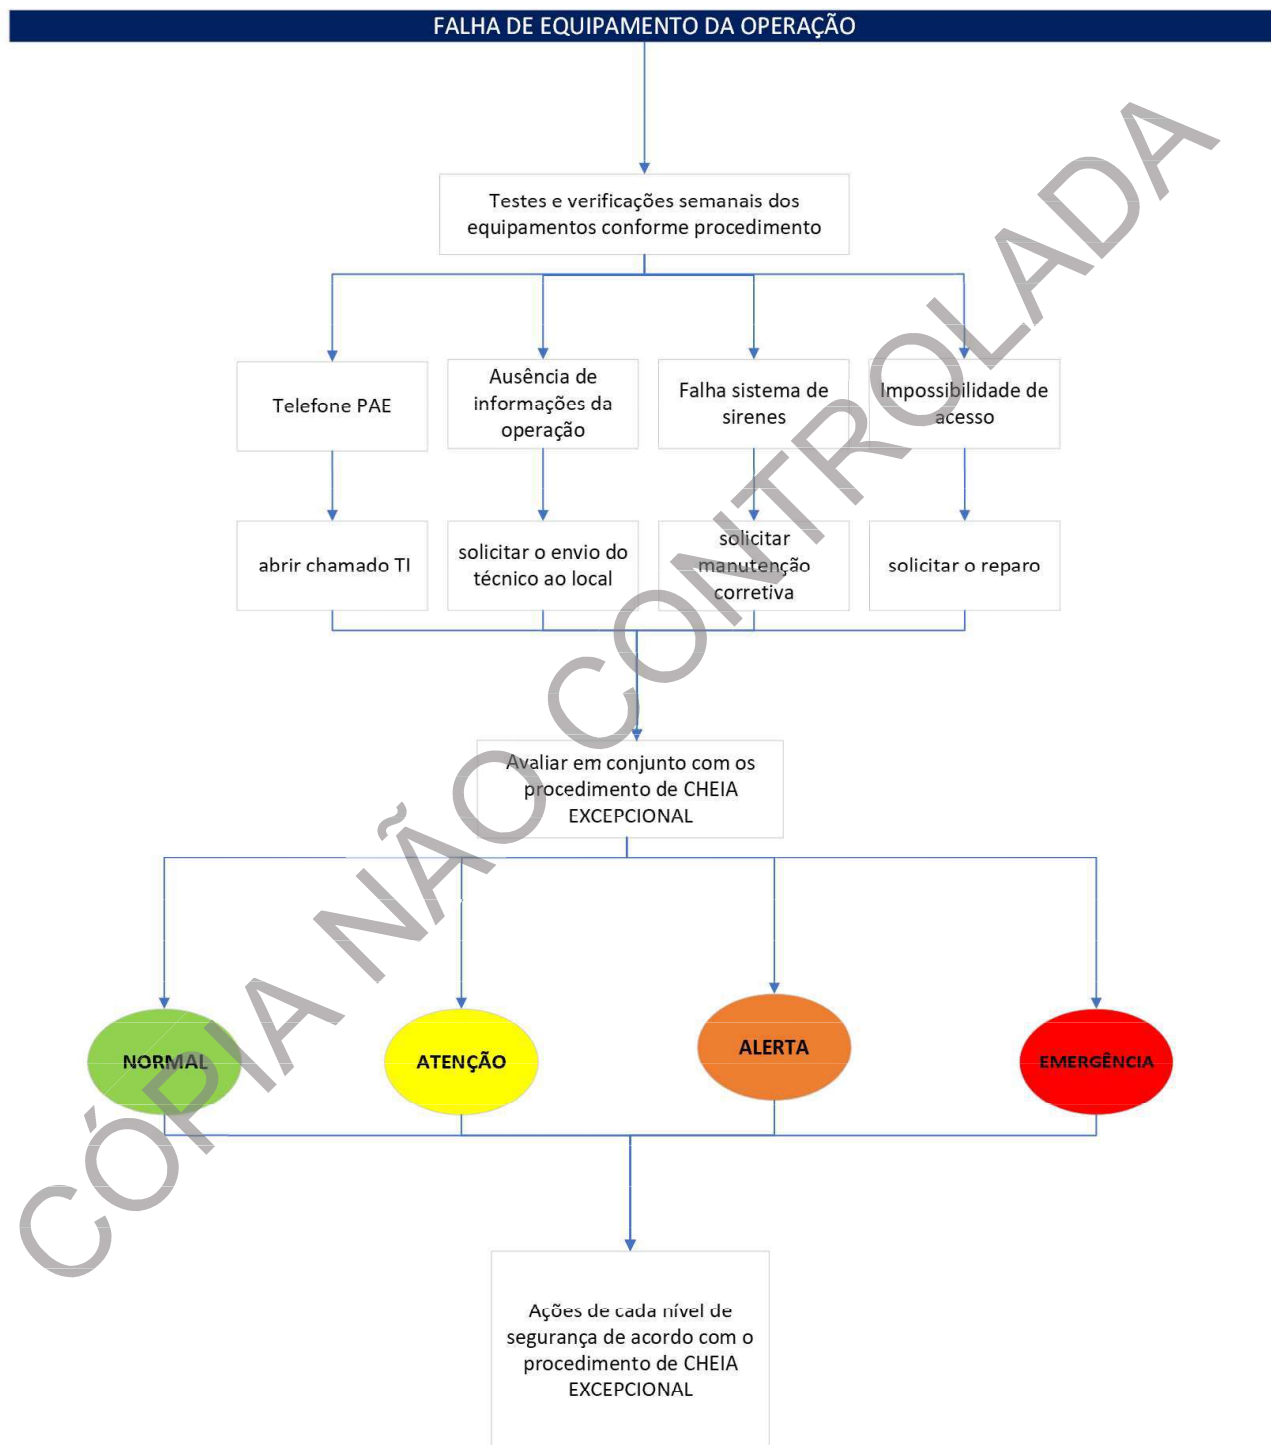 FALHA DE EQUIPAMENTO DA OPERAÇÃO
Testes e verificações semanais dos
equipamentos conforme procedimento
Telefone PAE
Ausência de
informações da
operação
Falha sistema de
sirenes
Impossibilidade de
acesso
abrir chamado TI
solicitar o envio do
técnico ao local
solicitar
manutenção
corretiva
solicitar o reparo
Avaliar em conjunto com os
procedimento de CHEIA
EXCEPCIONAL
NORMAL
ATENÇÃO
ALERTA
EMERGÊNCIA
Ações de cada nível de
segurança de acordo com o
procedimento de CHEIA
EXCEPCIONAL
CÓPIA NÃO CONTROLADA